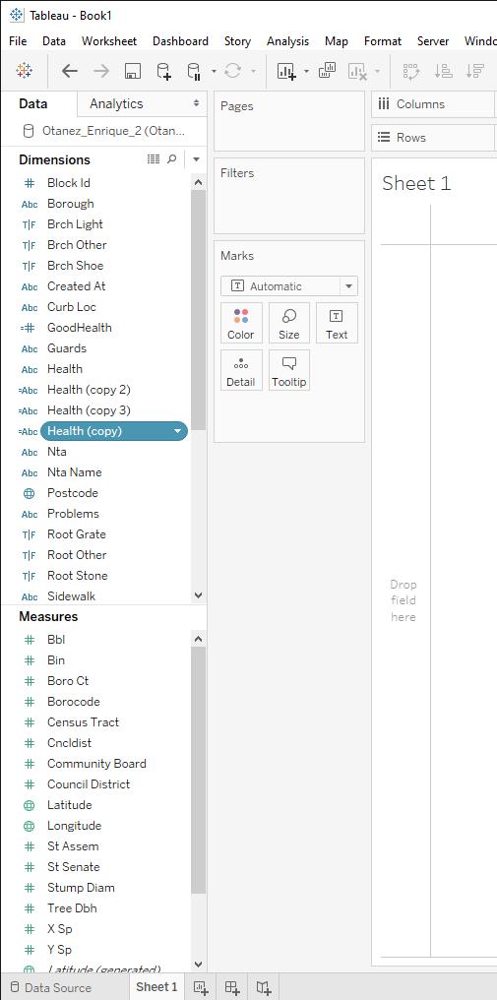 Tableau - Book1
File Data Worksheet Dashboard Story Analysis Map Format Server
Data Analytics
Otanez_Enrique_2 (Otan...
Dimensions
# Block Id
Abc Borough
T|F Brch Light
T|F Brch Other
T|F Brch Shoe
Abc Created At
Abc Curb Loc
=# GoodHealth
Abc Guards
Abc Health
=Abc Health (copy 2)
=Abc Health (copy 3)
=Abc Health (copy)
Abc Nta
Abc Nta Name
Postcode
Abc Problems
T|F Root Grate
T|F Root Other
T|F Root Stone
Abc Sidewalk
Measures
# Bbl
# Bin
# Boro Ct
# Borocode
# Census Tract
# Cncldist
# Community Board
# Council District
Latitude
Longitude
# St Assem
# St Senate
# Stump Diam
# Tree Dbh
# X Sp
# Y Sp
Latitude (generated)
Pages
Filters
Marks
T Automatic
Color Size T Text
Detail Tooltip
Columns
Rows
Sheet 1
Drop
field
here
Data Source Sheet 1